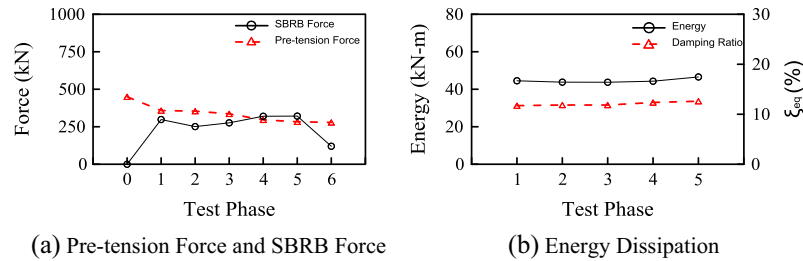 1000
750
500
250
0
Force (kN)
SBRB Force
Pre-tension Force
0 1 2 3 4 5 6
Test Phase
(a) Pre-tension Force and SBRB Force
80
60
40
20
0
Energy (kN-m)
Energy
Damping Ratio
30
20
10
0
ξeq (%)
1 2 3 4 5
Test Phase
(b) Energy Dissipation